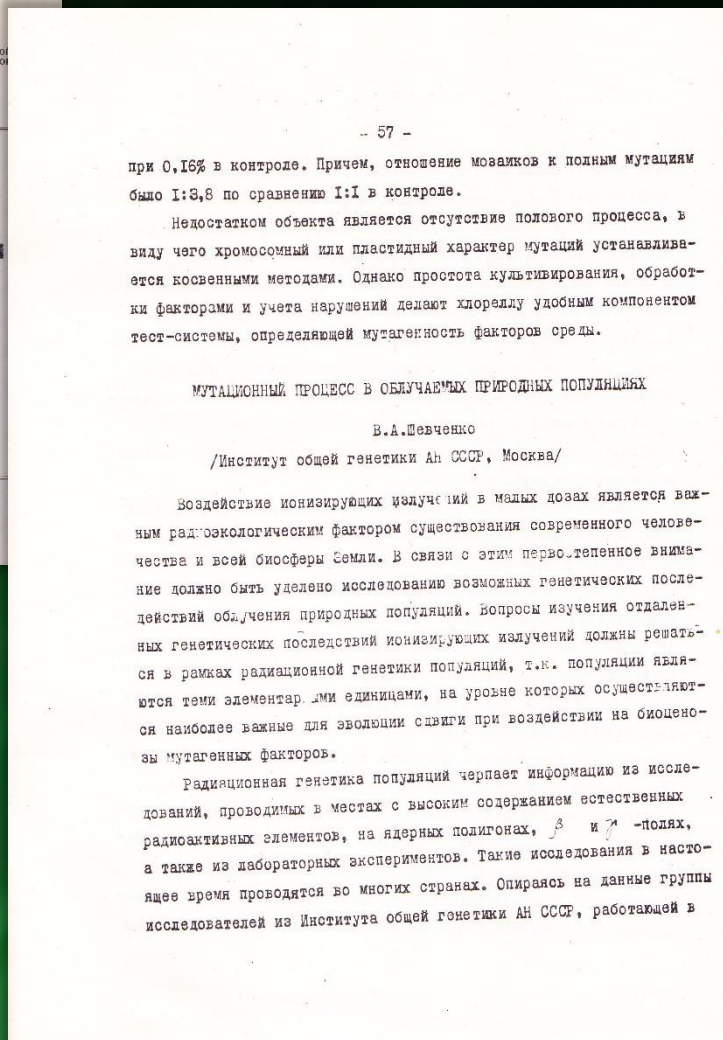 - 57 -
при 0,16% в контроле. Причем, отношение мозаиков к полным мутациям
было I:3,8 по сравнению I:I в контроле.
Недостатком объекта является отсутствие полового процесса, в
виду чего хромосомный или пластидный характер мутаций устанавлива-
ется косвенными методами. Однако простота культивирования, обработ-
ки факторами и учета нарушений делают хлореллу удобным компонентом
тест-системы, определяющей мутагенность факторов среды.
МУТАЦИОННЫЙ ПРОЦЕСС В ОБЛУЧАЕМЫХ ПРИРОДНЫХ ПОПУЛЯЦИЯХ
В.А.Шевченко
/Институт общей генетики АН СССР, Москва/
Воздействие ионизирующих излучений в малых дозах является важ-
ным радиоэкологическим фактором существования современного челове-
чества и всей биосферы Земли. В связи с этим первостепенное внима-
ние должно быть уделено исследованию возможных генетических после-
действий облучения природных популяций. Вопросы изучения отдален-
ных генетических последствий ионизирующих излучений должны решать-
ся в рамках радиационной генетики популяций, т.к. популяции явля-
ются теми элементарными единицами, на уровне которых осуществляют-
ся наиболее важные для эволюции сдвиги при воздействии на биоцено-
зы мутагенных факторов.
Радиационная генетика популяций черпает информацию из иссле-
дований, проводимых в местах с высоким содержанием естественных
радиоактивных элементов, на ядерных полигонах, β и γ -полях,
а также из лабораторных экспериментов. Такие исследования в насто-
ящее время проводятся во многих странах. Опираясь на данные группы
исследователей из Института общей генетики АН СССР, работающей в